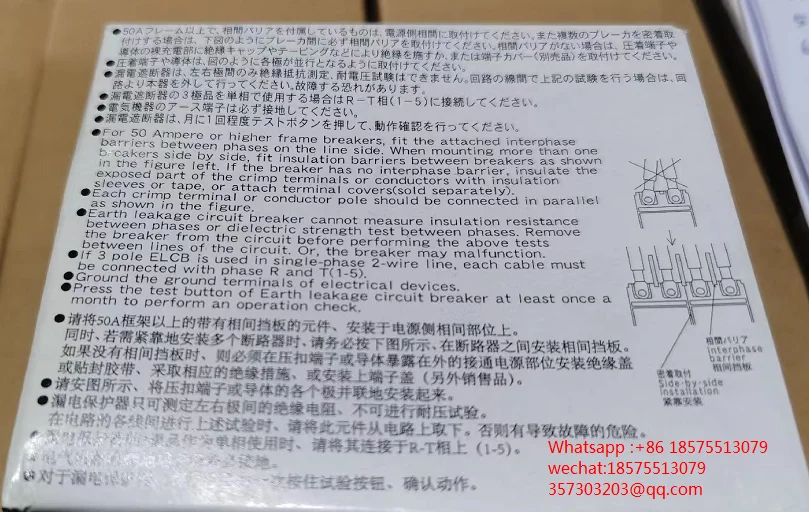 ●50Aフレーム以上で、相間バリアを付属しているものは、電源側相間に取付けてください。また複数のブレーカを密着取
付けする場合は、下図のようにブレーカ間に必ず相間バリアを取付けてください。相間バリアがない場合は、圧着端子や
導体の裸充電部に絶縁キャップやテーピングなどにより絶縁を施すか、または端子カバー(別売品)を取付けてください。
●圧着端子や導体は、図のように各極が並行となるように取付けてください。
●漏電遮断器は、左右極間のみ絶縁抵抗測定、耐電圧試験はできません。回路の線間で上記の試験を行う場合は、回
路より本器を外して行ってください。故障する恐れがあります。
●漏電遮断器の3極品を単相で使用する場合はR−T相(1-5)に接続してください。
●電気機器のアース端子は必ず接地してください。
●漏電遮断器は、月に1回程度テストボタンを押して、動作確認を行ってください。
●For 50 Ampere or higher frame breakers, fit the attached interphase
barriers between phases on the line side. When mounting more than one
breakers side by side, fit insulation barriers between breakers as shown
in the figure left. If the breaker has no interphase barrier, insulate the
exposed part of the crimp terminals or conductors with insulation
sleeves or tape, or attach terminal covers(sold separately).
●Each crimp terminal or conductor pole should be connected in parallel
as shown in the figure.
●Earth leakage circuit breaker cannot measure insulation resistance
between phases or dielectric strength test between phases. Remove
the breaker from the circuit before performing the above tests
between lines of the circuit. Or, the breaker may malfunction.
●If 3 pole ELCB is used in single-phase 2-wire line, each cable must
be connected with phase R and T(1-5).
●Ground the ground terminals of electrical devices.
●Press the test button of Earth leakage circuit breaker at least once a
month to perform an operation check.
●请将50A框架以上的带有相间挡板的元件、安装于电源侧相间部位上。
同时、若需紧靠地安装多个断路器时、请务必按下图所示、在断路器之间安装相间挡板。
如果没有相间挡板时、则必须在压扣端子或导体暴露在外的接通电源部位安装绝缘盖
或贴封胶带、采取相应的绝缘措施、或安装上端子盖（另外销售品）。
●请安图所示、将压扣端子或导体的各个极并联地安装起来。
●漏电保护器只可测定左右极间的绝缘电阻、不可进行耐压试验。
在电路的各线间进行上述试验时、请将此元件从电路上取下。否则有导致故障的危险。
单相使用时、请将其连接于R-T相上（1-5）。
接地。
●对于漏电保护 按住试验按钮、确认动作。
相間バリア
Interphase
barrier
相间挡板
密着取付
Side-by-side
installation
紧靠安装
Whatsapp :+86 18575513079
wechat:18575513079
357303203@qq.com